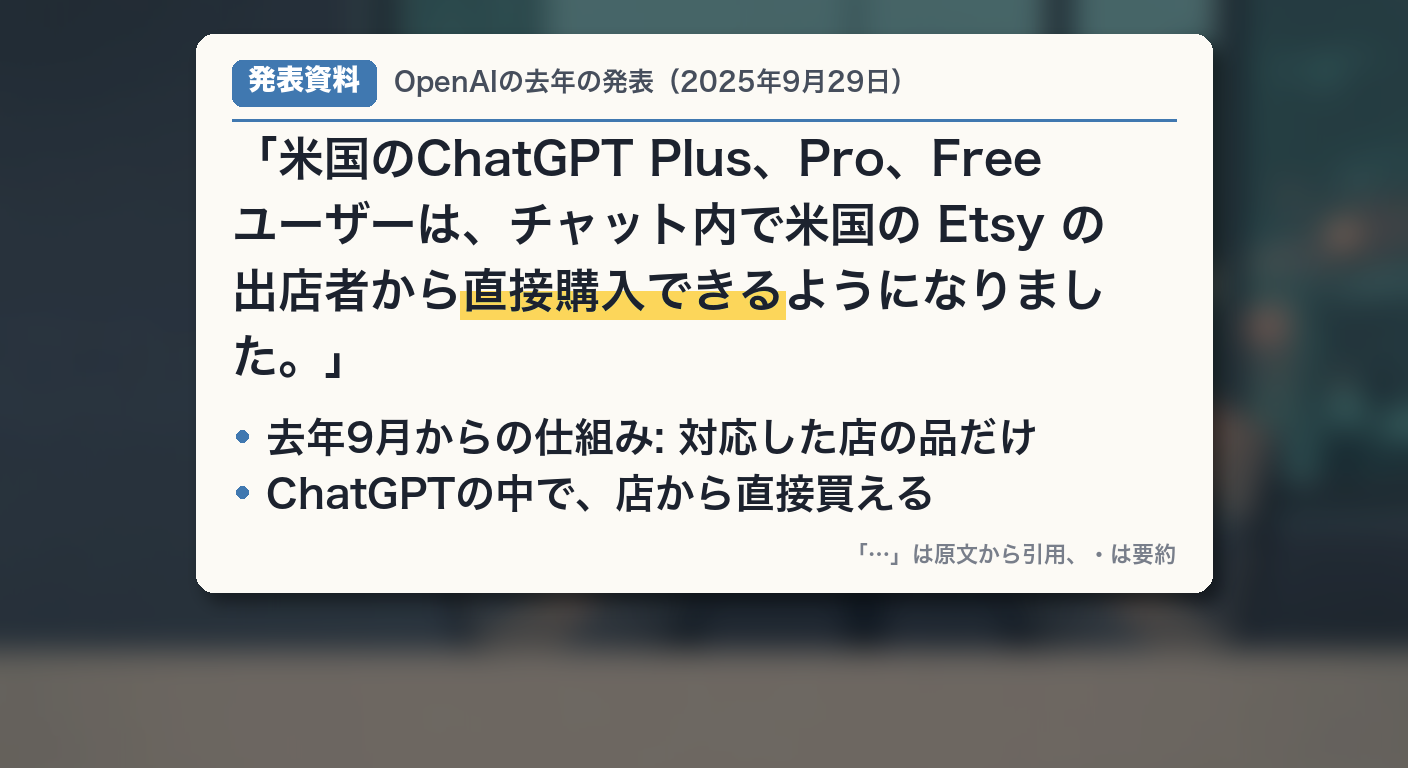 発表資料 OpenAIの去年の発表（2025年9月29日）
「米国のChatGPT Plus、Pro、Free
ユーザーは、チャット内で米国の Etsy の
出店者から直接購入できるようになりまし
た。」
• 去年9月からの仕組み: 対応した店の品だけ
• ChatGPTの中で、店から直接買える
「…」は原文から引用、・は要約